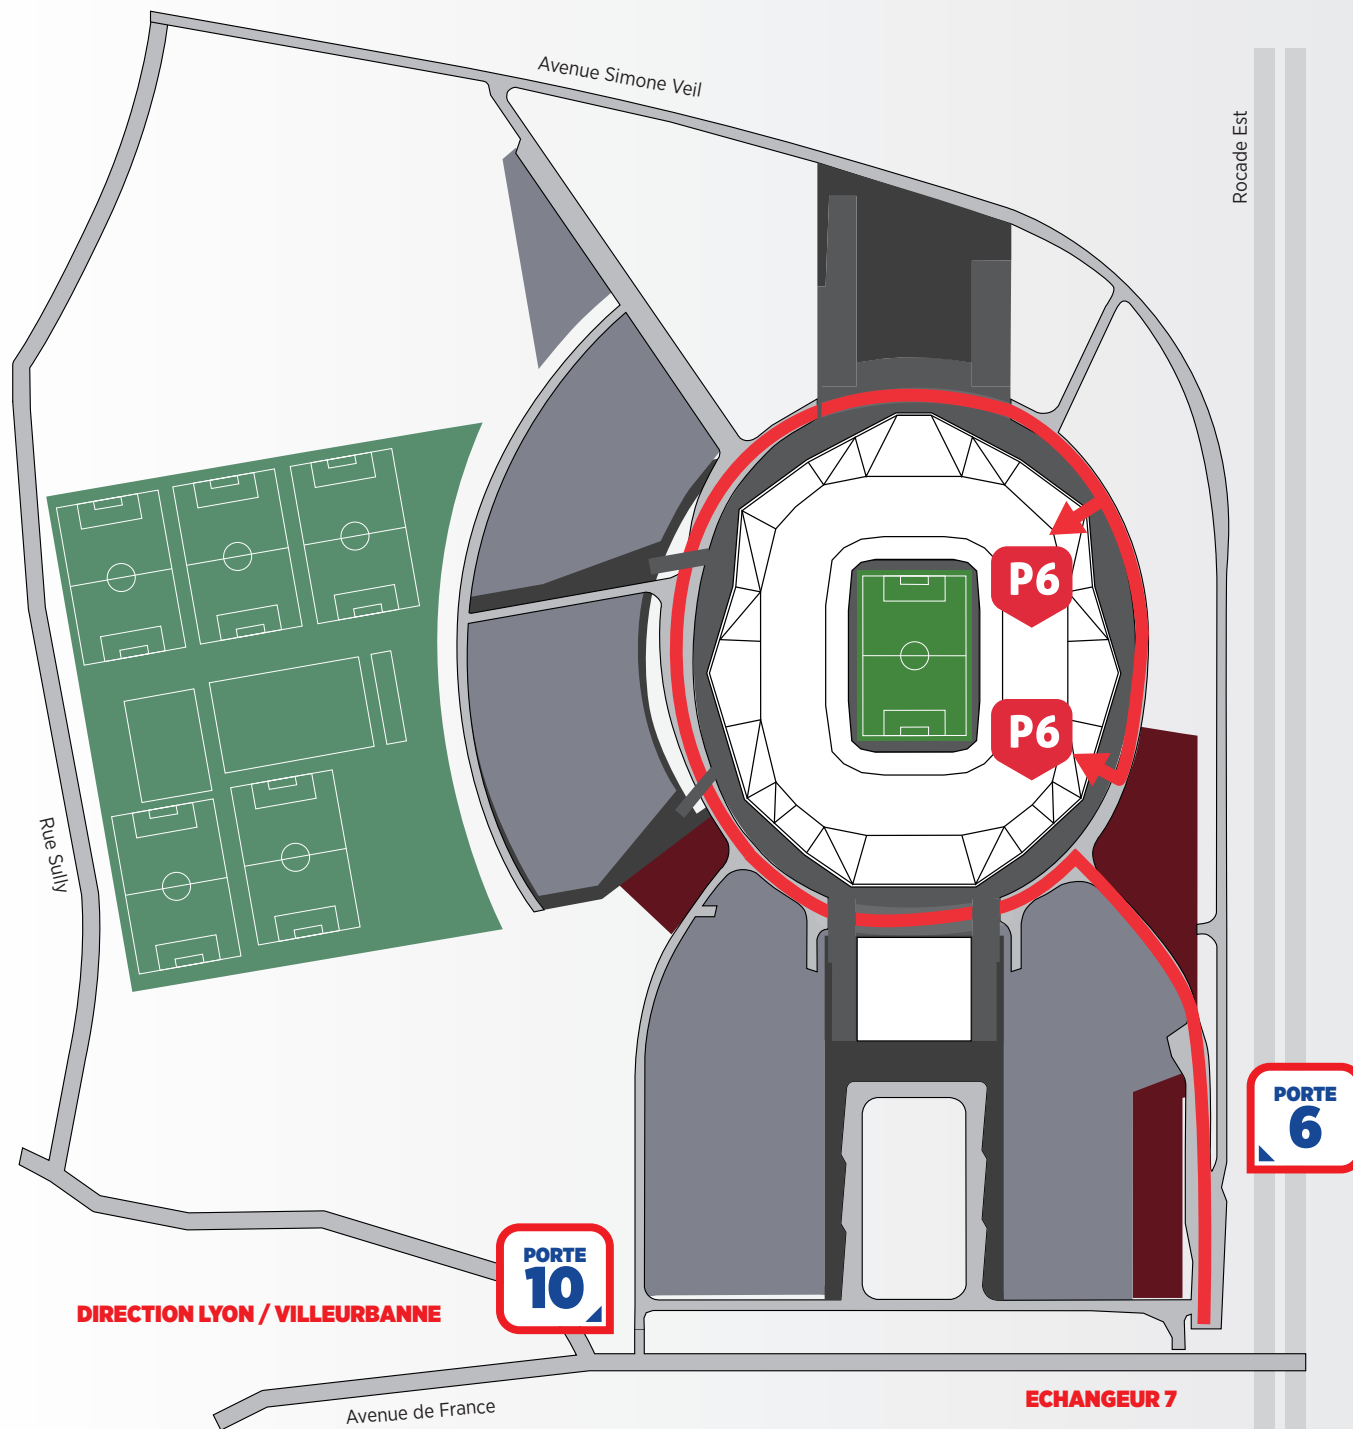 Avenue Simone Veil
Rocade Est
P6
P6
Rue Sully
PORTE
6
PORTE
10
DIRECTION LYON / VILLEURBANNE
ECHANGEUR 7
Avenue de France